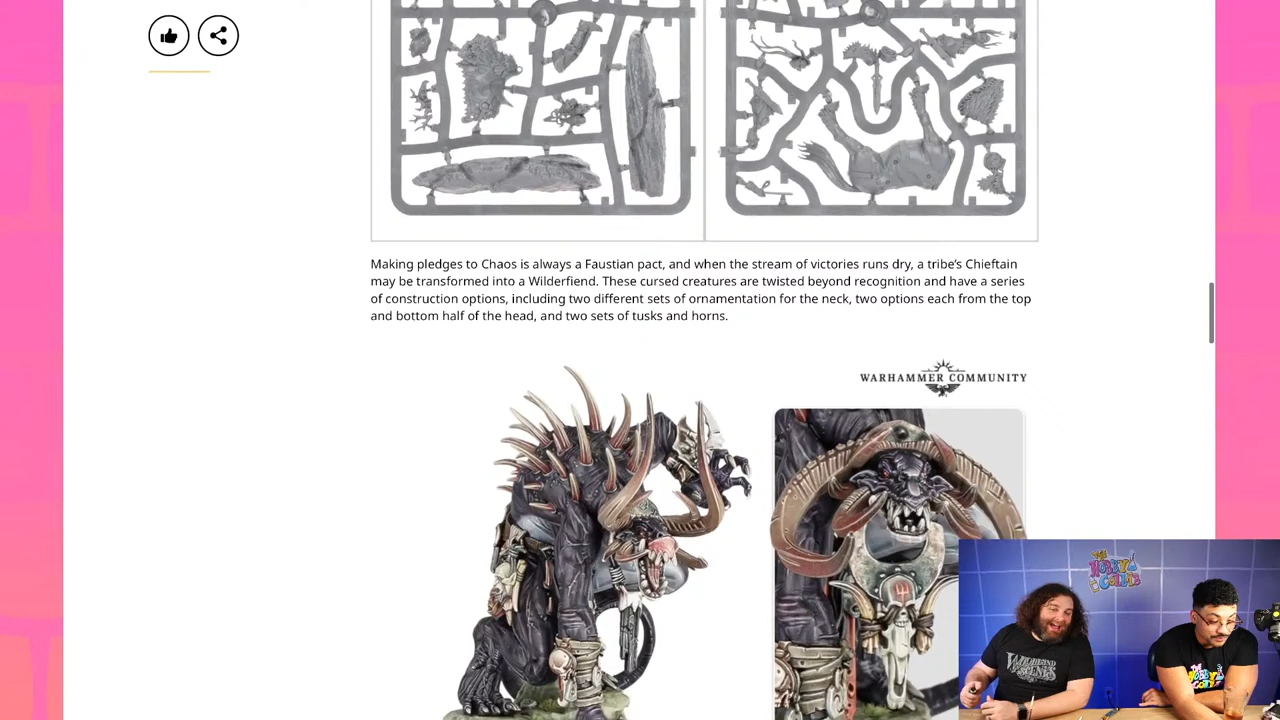 Making pledges to Chaos is always a Faustian pact, and when the stream of victories runs dry, a tribe's Chieftain
may be transformed into a Wilderfiend. These cursed creatures are twisted beyond recognition and have a series
of construction options, including two different sets of ornamentation for the neck, two options each from the top
and bottom half of the head, and two sets of tusks and horns.
WARHAMMER COMMUNITY
THE
HOBBY
GOBLIN